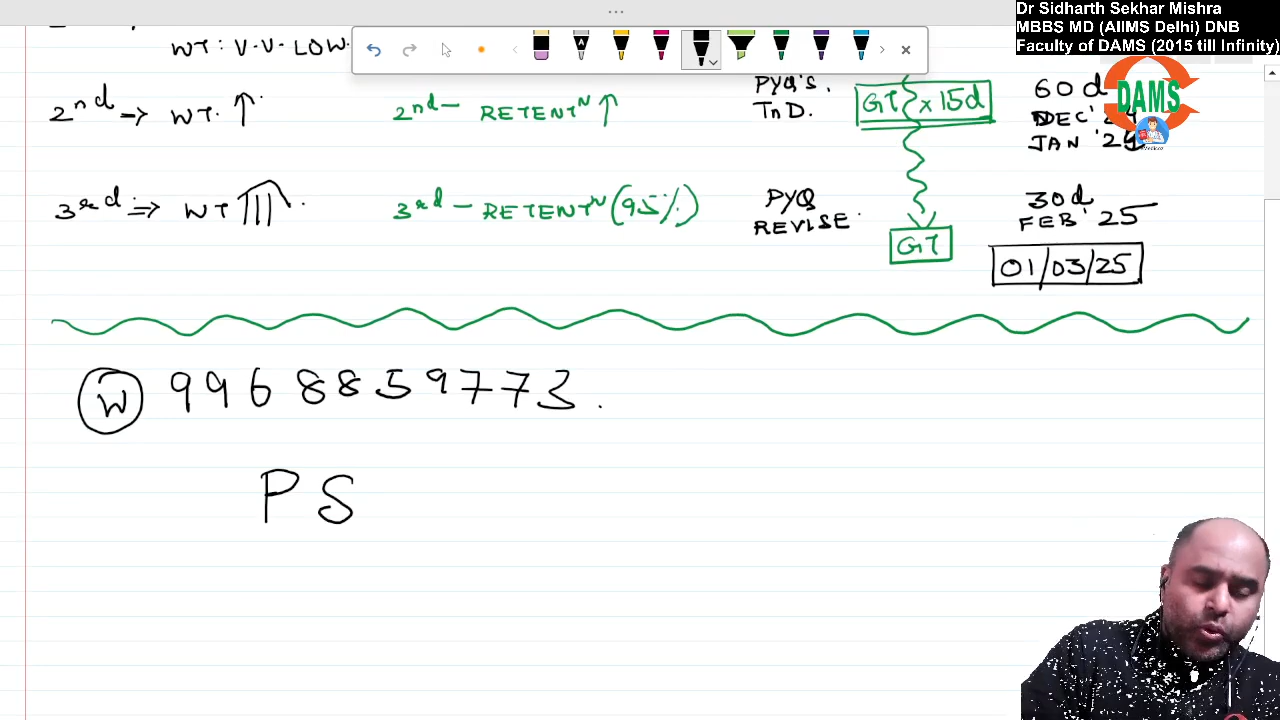 Dr Sidharth Sekhar Mishra
MBBS MD (AIIMS Delhi) DNB
Faculty of DAMS (2015 till Infinity)
DAMS
WT : V.V. LOW.
2nd → WT. ↑
2nd - RETENTN ↑
PYQ'S.
TnD.
GT x 15d
60 d
DEC'
JAN '
3rd ⇒ WT
3rd - RETENTN (95%)
PYQ
REVISE.
GT
30d
FEB' 25
01/03/25
W 9968859773.
PS